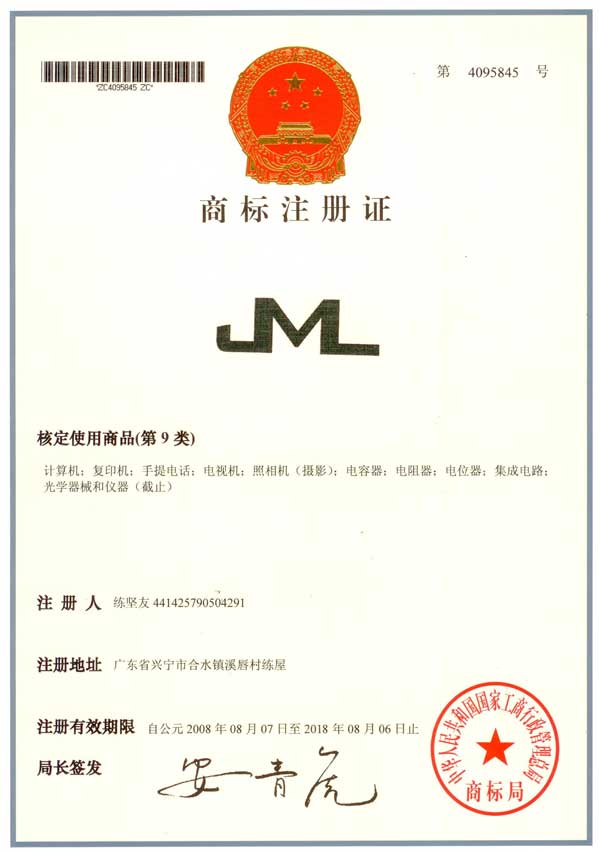 *ZC4095845 ZC*
第 4095845 号
商标注册证
JML
核定使用商品(第 9 类)
计算机；复印机；手提电话；电视机；照相机（摄影）；电容器；电阻器；电位器；集成电路；
光学器械和仪器（截止）
注 册 人 练坚友 441425790504291
注册地址 广东省兴宁市合水镇溪唇村练屋
注册有效期限 自公元 2008 年 08 月 07 日至 2018 年 08 月 06 日止
局长签发 安青虎
中华人民共和国国家工商行政管理总局
商标局